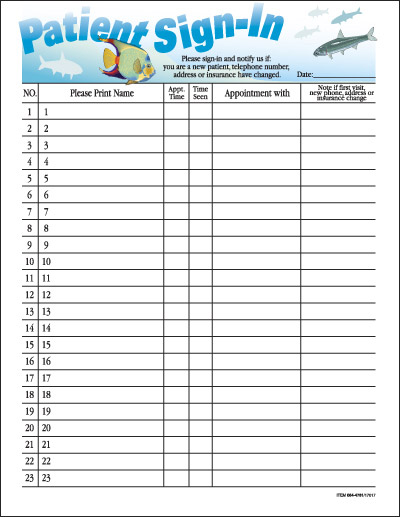 Patient Sign-In
Please sign-in and notify us if:
you are a new patient, telephone number,
address or insurance have changed.
Date:
NO.
Please Print Name
Appt.
Time
Time
Seen
Appointment with
Note if first visit,
new phone, address or
insurance change
1 1
2 2
3 3
4 4
5 5
6 6
7 7
8 8
9 9
10 10
11 11
12 12
13 13
14 14
15 15
16 16
17 17
18 18
19 19
20 20
21 21
22 22
23 23
ITEM